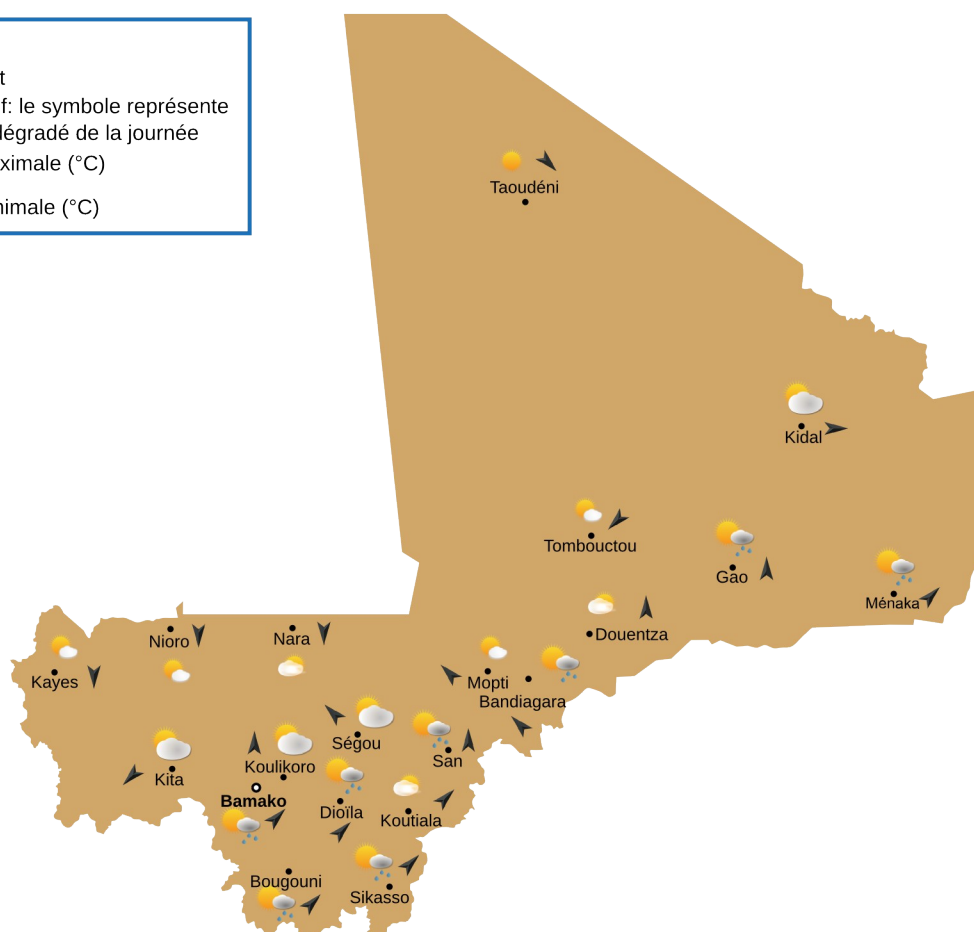 t
f: le symbole représente
dégradé de la journée
ximale (°C)
nimale (°C)
Taoudéni
Kidal
Tombouctou
Gao
Ménaka
Douentza
Nioro
Nara
Kayes
Mopti
Bandiagara
Ségou
San
Koulikoro
Kita
Bamako
Dioïla
Koutiala
Bougouni
Sikasso